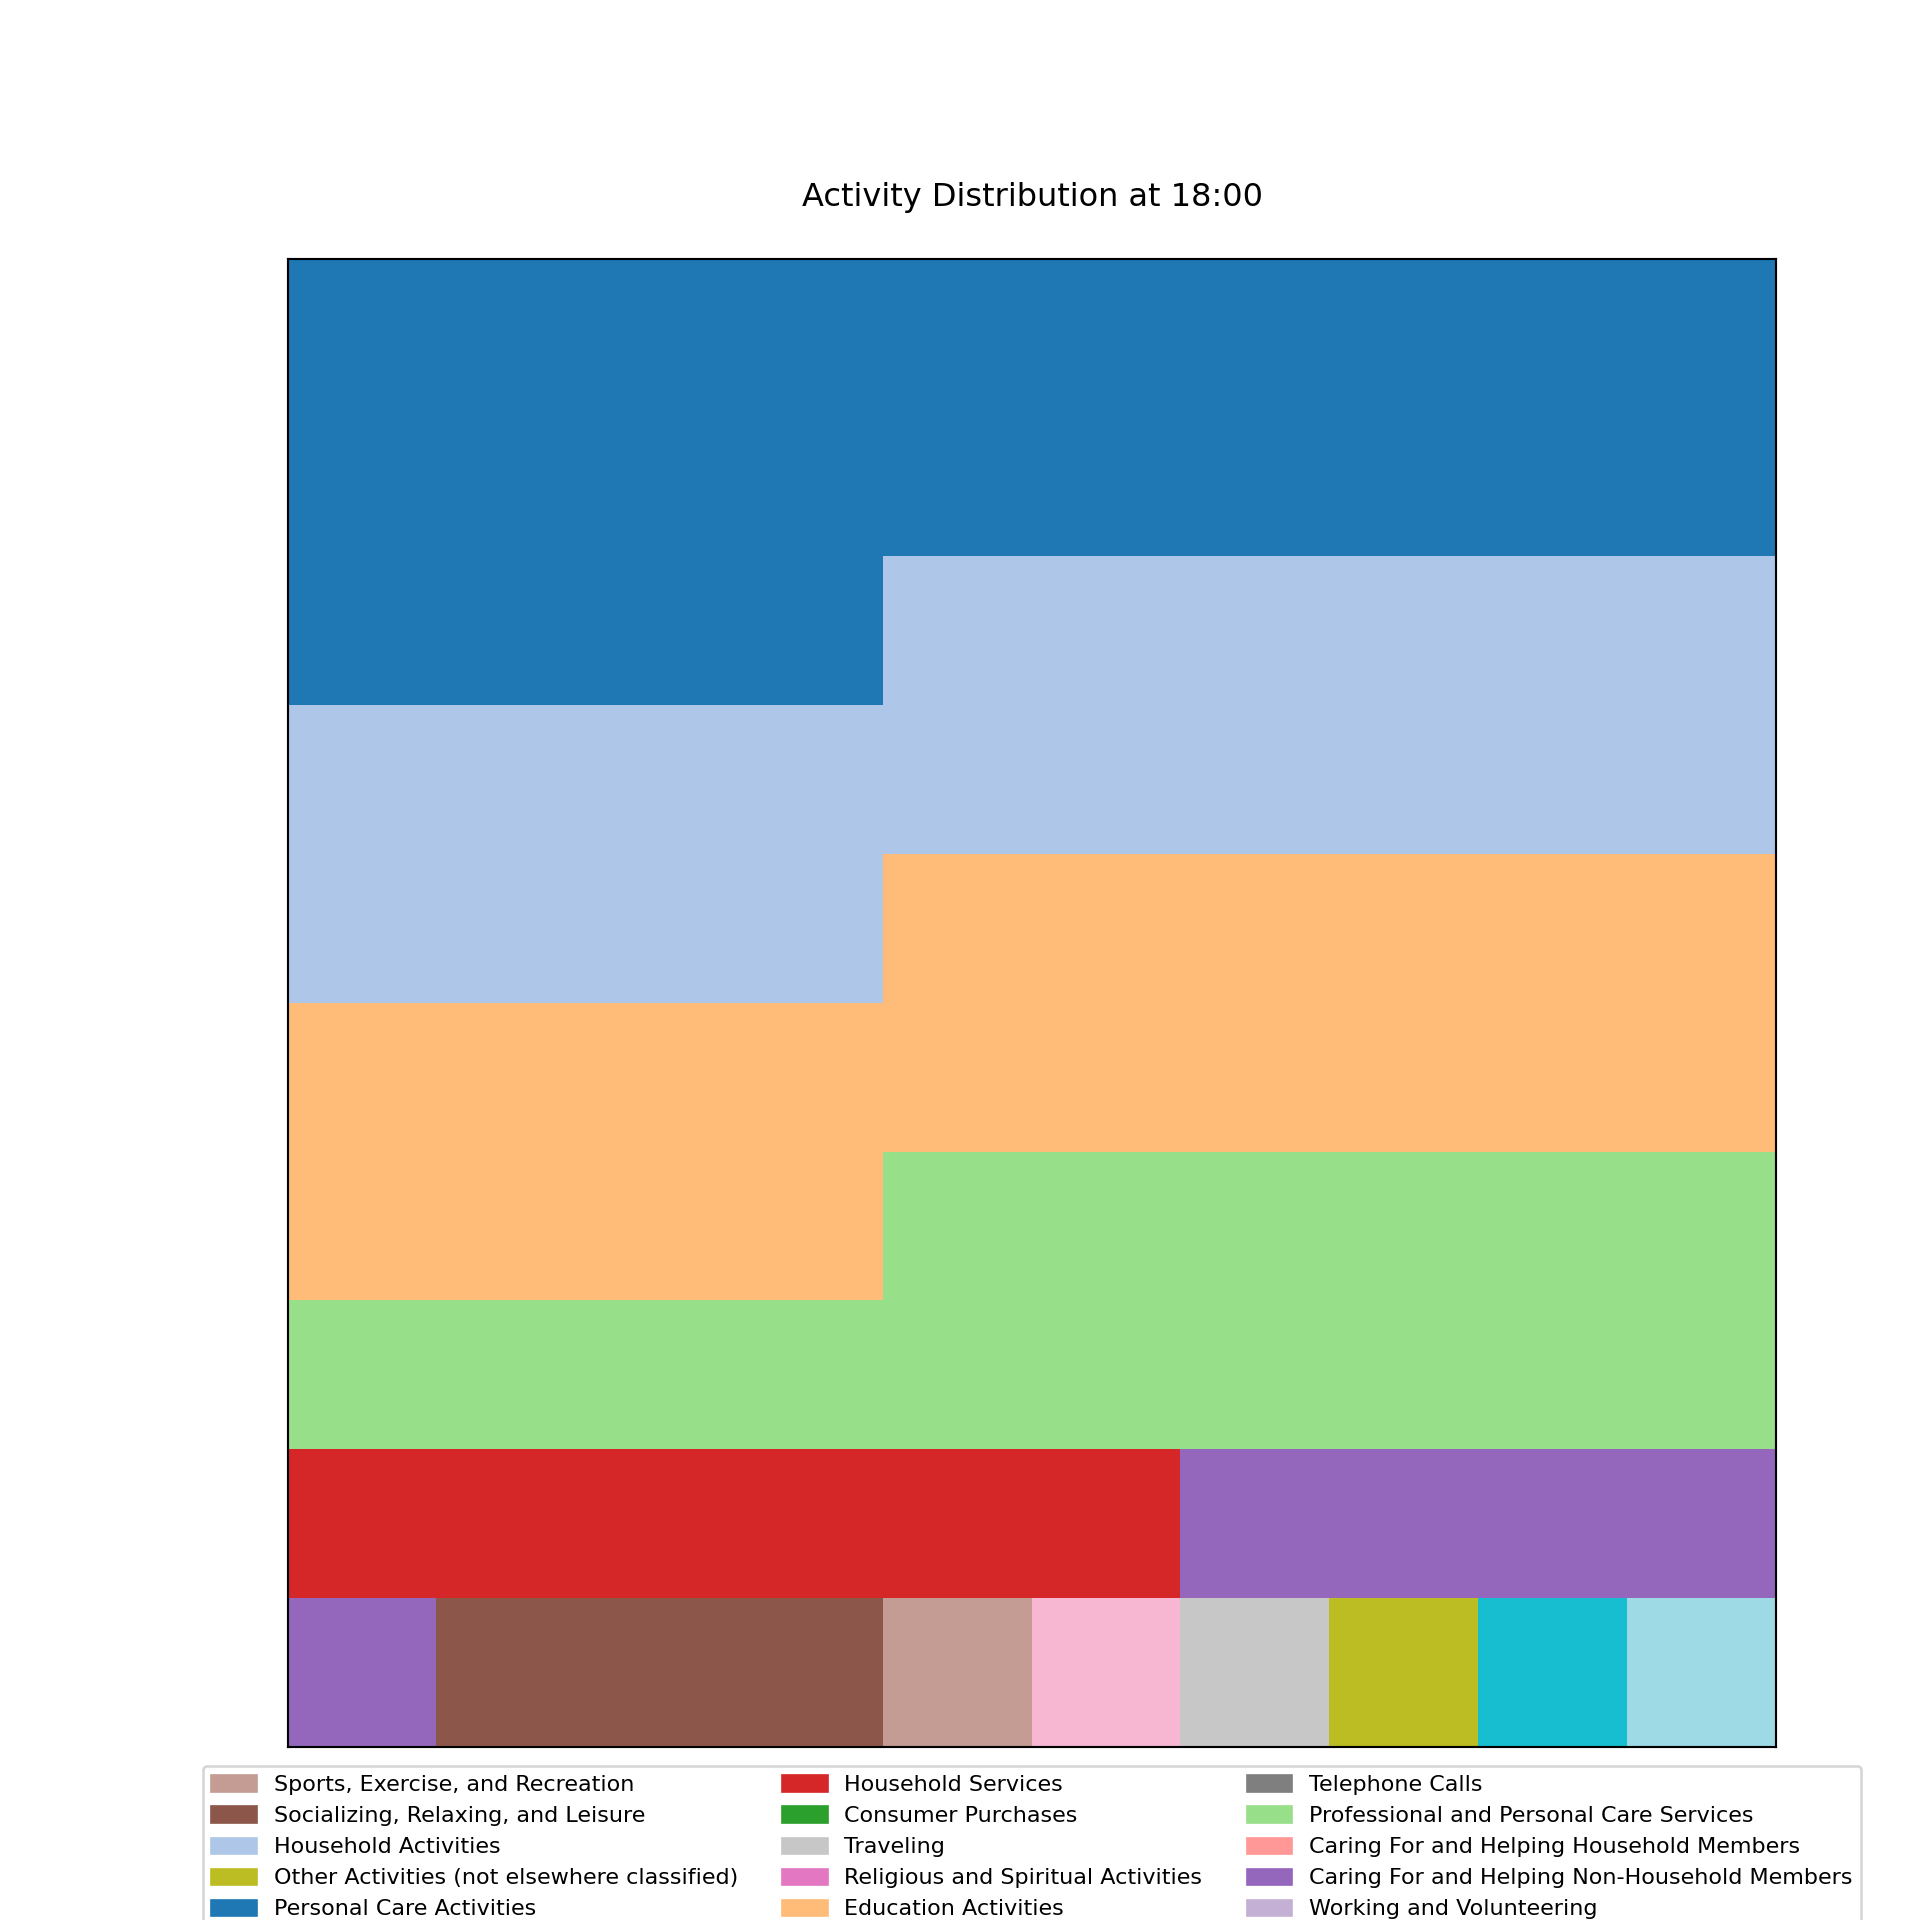 Activity Distribution at 18:00
Sports, Exercise, and Recreation
Socializing, Relaxing, and Leisure
Household Activities
Other Activities (not elsewhere classified)
Personal Care Activities
Household Services
Consumer Purchases
Traveling
Religious and Spiritual Activities
Education Activities
Telephone Calls
Professional and Personal Care Services
Caring For and Helping Household Members
Caring For and Helping Non-Household Members
Working and Volunteering